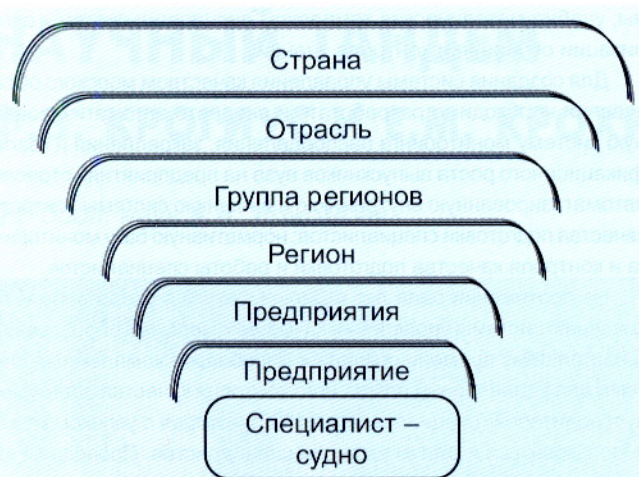 Страна
Отрасль
Группа регионов
Регион
Предприятия
Предприятие
Специалист –
судно